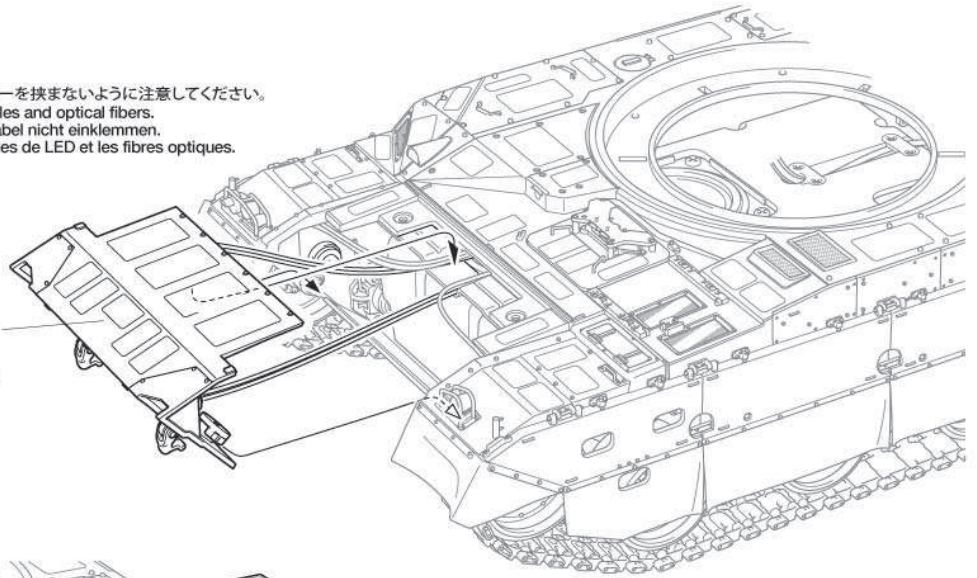 ーを挟まないように注意してください。
les and optical fibers.
abel nicht einklemmen.
es de LED et les fibres optiques.